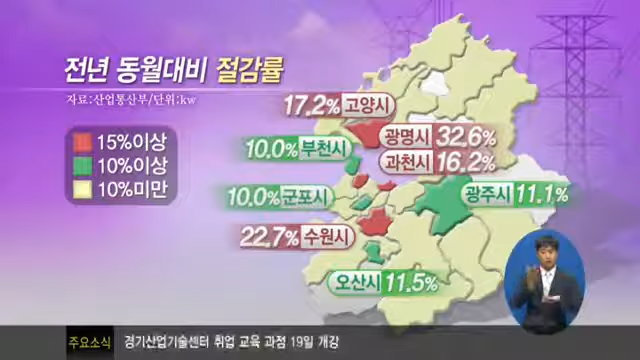 전년 동월대비 절감률
자료:산업통산부/단위:kw
15%이상
10%이상
10%미만
17.2% 고양시
광명시 32.6%
10.0% 부천시
과천시 16.2%
10.0% 군포시
광주시 11.1%
22.7% 수원시
오산시 11.5%
주요소식 경기산업기술센터 취업 교육 과정 19일 개강